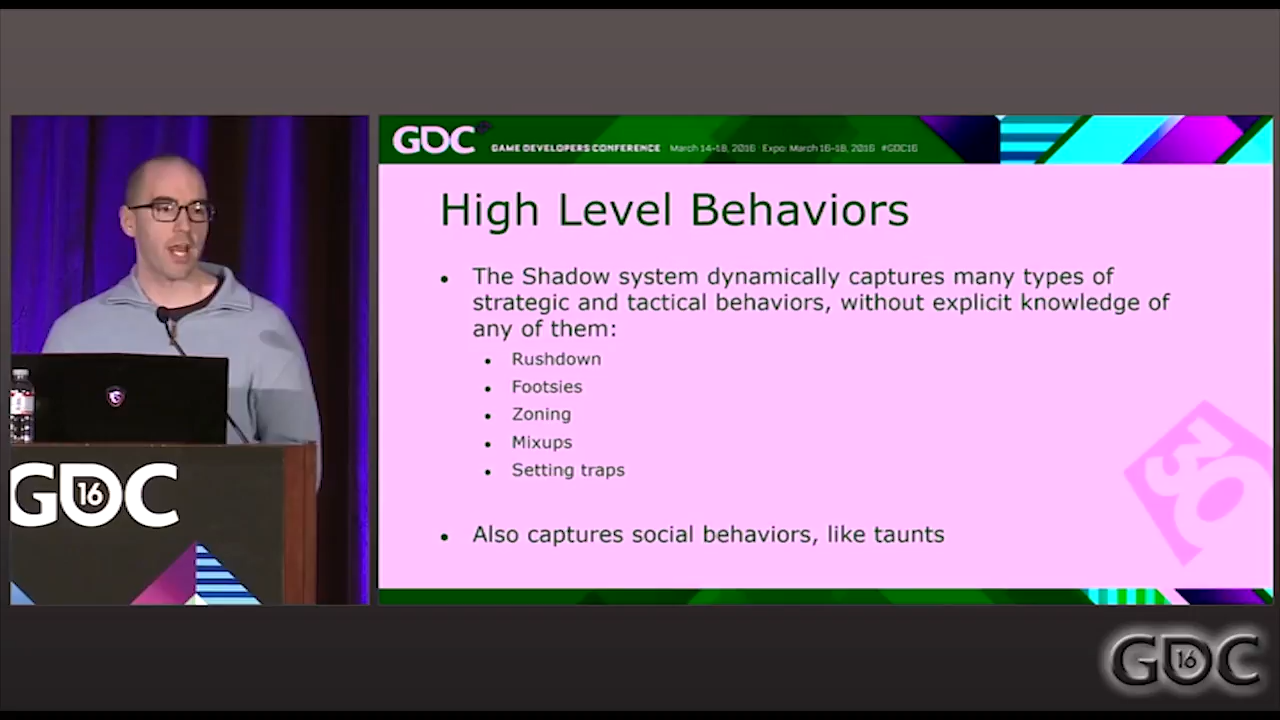 GDC
GAME DEVELOPERS CONFERENCE March 14-18, 2016 · Expo: March 16-18, 2016 #GDC16
High Level Behaviors
• The Shadow system dynamically captures many types of
strategic and tactical behaviors, without explicit knowledge of
any of them:
• Rushdown
• Footsies
• Zoning
• Mixups
• Setting traps
• Also captures social behaviors, like taunts
30
GDC
16
GDC
16